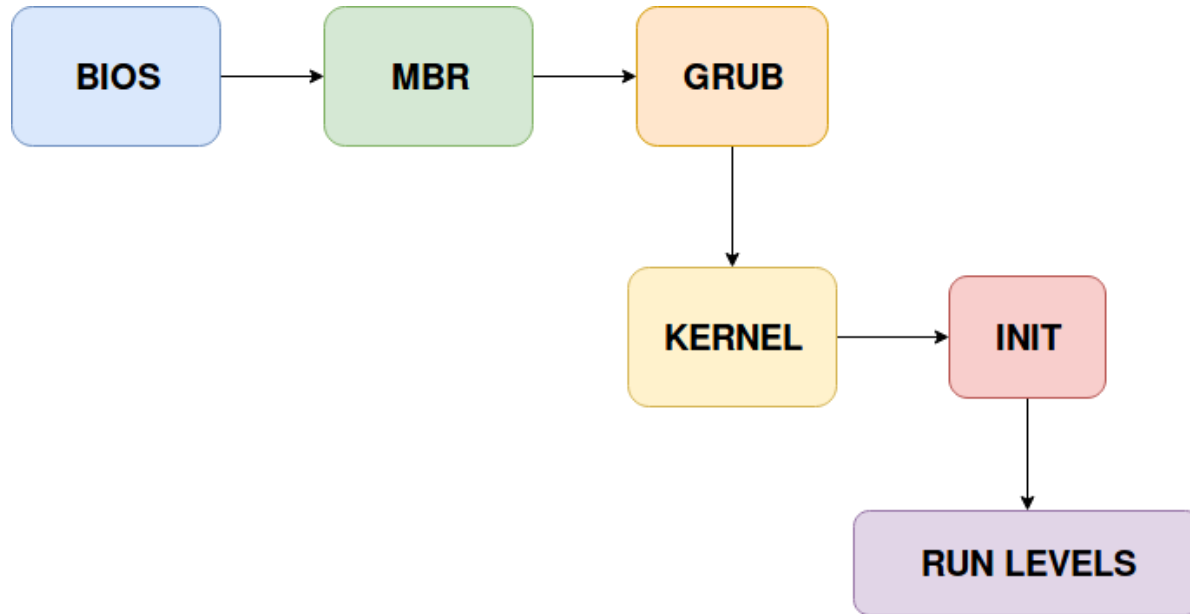 BIOS
MBR
GRUB
KERNEL
INIT
RUN LEVELS